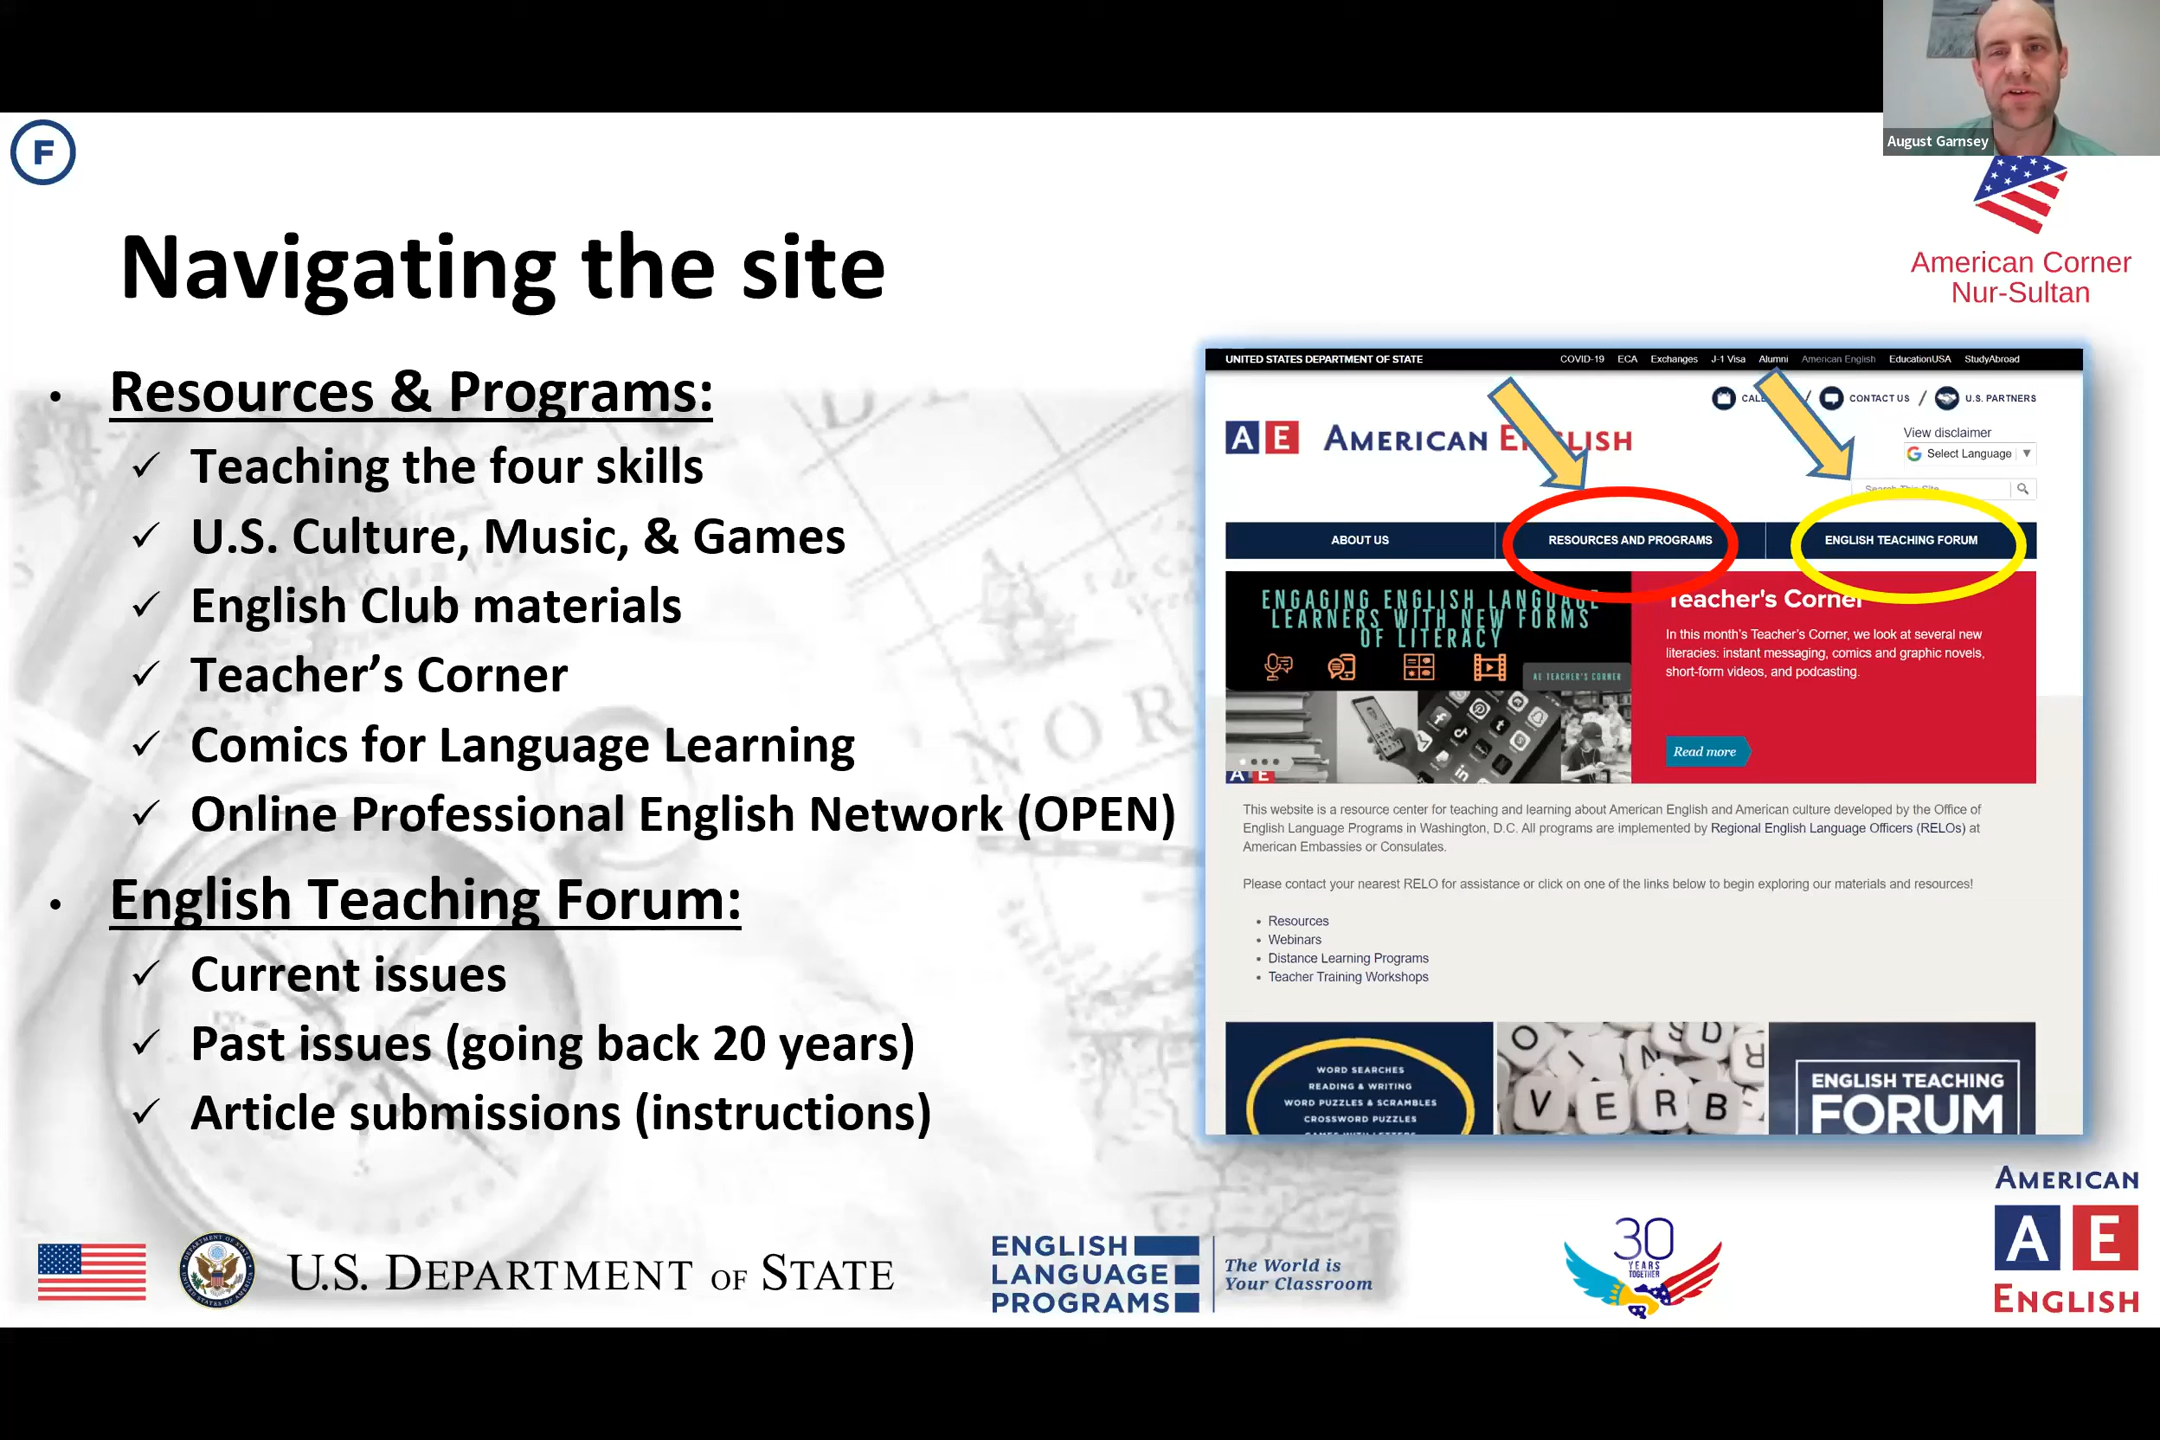 August Garnsey
F
American Corner
Nur-Sultan
Navigating the site
• Resources & Programs:
✓ Teaching the four skills
✓ U.S. Culture, Music, & Games
✓ English Club materials
✓ Teacher’s Corner
✓ Comics for Language Learning
✓ Online Professional English Network (OPEN)
• English Teaching Forum:
✓ Current issues
✓ Past issues (going back 20 years)
✓ Article submissions (instructions)
UNITED STATES DEPARTMENT OF STATE
COVID-19 ECA Exchanges J-1 Visa Alumni American English EducationUSA StudyAbroad
/ CONTACT US / U.S. PARTNERS
AE AMERICAN ENGLISH
View disclaimer
G Select Language ▼
Search This Site
ABOUT US RESOURCES AND PROGRAMS ENGLISH TEACHING FORUM
ENGAGING ENGLISH LANGUAGE
LEARNERS WITH NEW FORMS
OF LITERACY
AE TEACHER'S CORNER
AE
Teacher's Corner
In this month's Teacher's Corner, we look at several new
literacies: instant messaging, comics and graphic novels,
short-form videos, and podcasting.
Read more
This website is a resource center for teaching and learning about American English and American culture developed by the Office of
English Language Programs in Washington, D.C. All programs are implemented by Regional English Language Officers (RELOs) at
American Embassies or Consulates.
Please contact your nearest RELO for assistance or click on one of the links below to begin exploring our materials and resources!
• Resources
• Webinars
• Distance Learning Programs
• Teacher Training Workshops
WORD SEARCHES
READING & WRITING
WORD PUZZLES & SCRAMBLES
CROSSWORD PUZZLES
GAMES WITH LETTERS
VERB
ENGLISH TEACHING
FORUM
U.S. DEPARTMENT OF STATE
ENGLISH
LANGUAGE
PROGRAMS
The World is
Your Classroom
30
YEARS
TOGETHER
AMERICAN
AE
ENGLISH